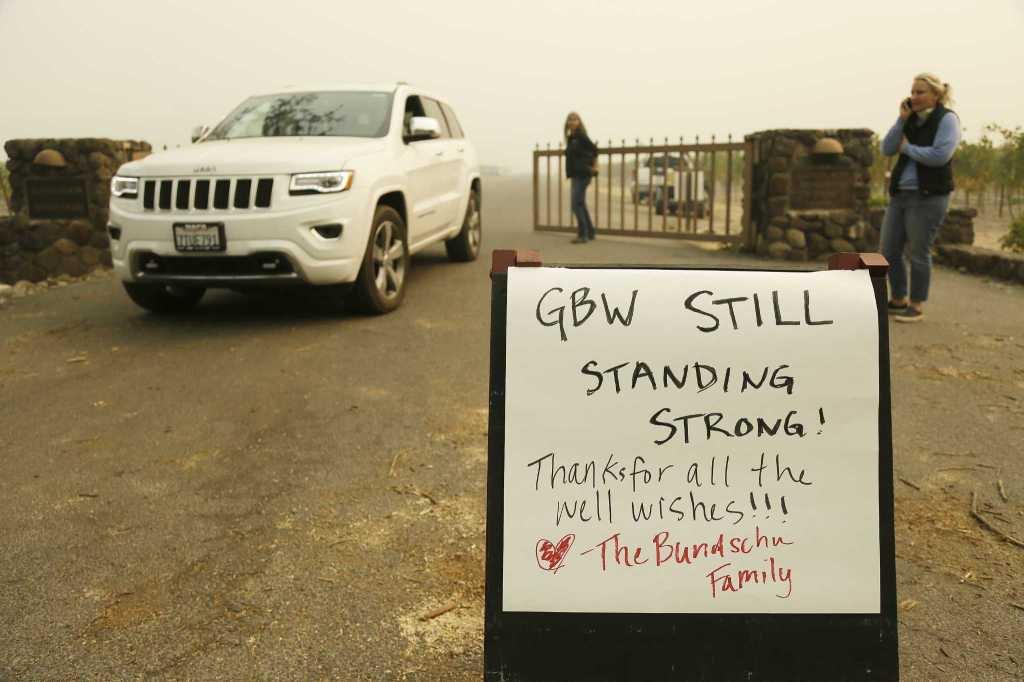 GBW STILL
STANDING
STRONG!
Thanks for all the
well wishes!!!
-The Bundschu
Family